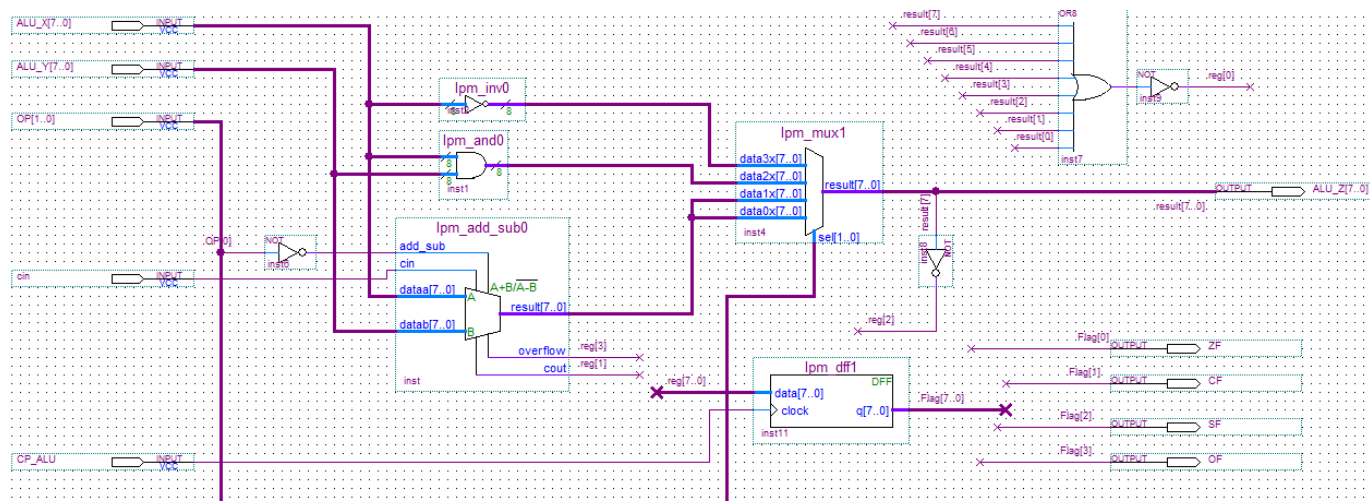 ALU_X[7..0] INPUT VCC
ALU_Y[7..0] INPUT VCC
OP[1..0] INPUT VCC
OP[0] NOT inst6
cin INPUT VCC
CP_ALU INPUT VCC
lpm_inv0
8 8
lpm_and0
8 8
8
inst1
lpm_add_sub0
add_sub
cin
A+B/A-B
dataa[7..0] A
result[7..0]
datab[7..0] B
overflow
cout
inst
.reg[3]
.reg[1]
lpm_mux1
data3x[7..0]
data2x[7..0]
result[7..0]
data1x[7..0]
data0x[7..0]
inst4
sel[1..0]
.reg[7..0]
lpm_dff1
DFF
data[7..0]
clock q[7..0]
inst11
Flag[7..0]
result[7]
NOT
inst8
.reg[2]
OR8
.result[7]
.result[6]
.result[5]
.result[4]
.result[3]
.result[2]
.result[1]
.result[0]
inst7
NOT
inst9
.reg[0]
OUTPUT ALU_Z[7..0]
.result[7..0]
Flag[0] OUTPUT ZF
Flag[1] OUTPUT CF
Flag[2] OUTPUT SF
Flag[3] OUTPUT OF